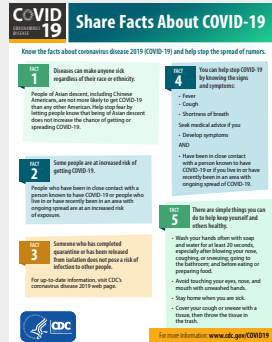 COVID
CORONAVIRUS
DISEASE
19
Share Facts About COVID-19
Know the facts about coronavirus disease 2019 (COVID-19) and help stop the spread of rumors.
FACT
1
Diseases can make anyone sick
regardless of their race or ethnicity.
People of Asian descent, including Chinese
Americans, are not more likely to get COVID-19
than any other American. Help stop fear by
letting people know that being of Asian descent
does not increase the chance of getting or
spreading COVID-19.
FACT
2
Some people are at increased risk of
getting COVID-19.
People who have been in close contact with a
person known to have COVID-19 or people who
live in or have recently been in an area with
ongoing spread are at an increased risk
of exposure.
FACT
3
Someone who has completed
quarantine or has been released
from isolation does not pose a risk of
infection to other people.
For up-to-date information, visit CDC's
coronavirus disease 2019 web page.
FACT
4
You can help stop COVID-19
by knowing the signs
and symptoms:
• Fever
• Cough
• Shortness of breath
Seek medical advice if you
• Develop symptoms
AND
• Have been in close contact
with a person known to have
COVID-19 or if you live in or have
recently been in an area with
ongoing spread of COVID-19.
FACT
5
There are simple things you can
do to help keep yourself and
others healthy.
• Wash your hands often with soap
and water for at least 20 seconds,
especially after blowing your nose,
coughing, or sneezing; going to
the bathroom; and before eating or
preparing food.
• Avoid touching your eyes, nose, and
mouth with unwashed hands.
• Stay home when you are sick.
• Cover your cough or sneeze with a
tissue, then throw the tissue in
the trash.
CDC
For more information: www.cdc.gov/COVID19